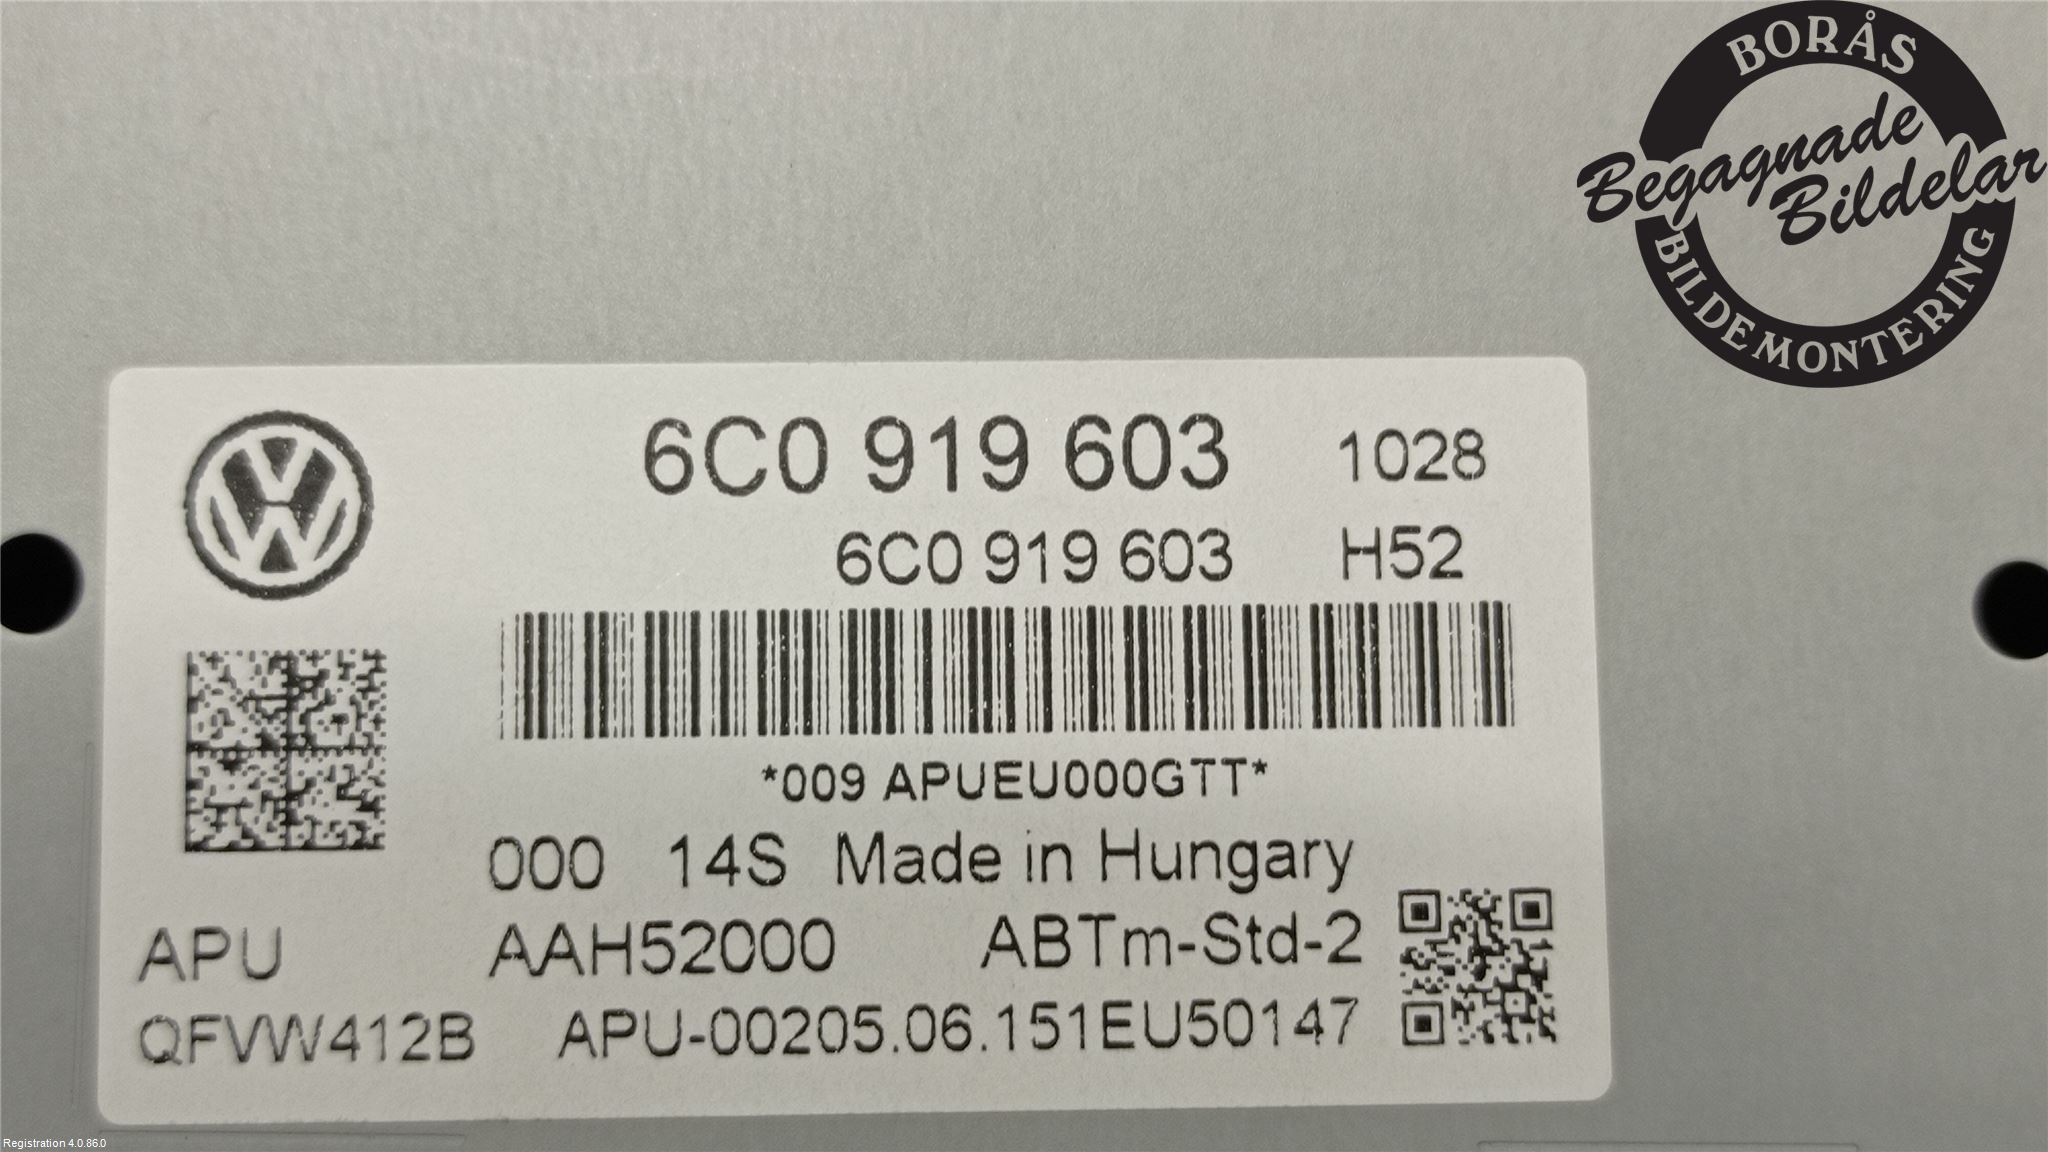 BORÅS
Begagnade
Bildelar
BILDEMONTERING
6C0 919 603 1028
6C0 919 603 H52
*009 APUEU000GTT*
000 14S Made in Hungary
APU AAH52000 ABTm-Std-2
QFVW412B APU-00205.06.151EU50147
Registration 4.0.86.0